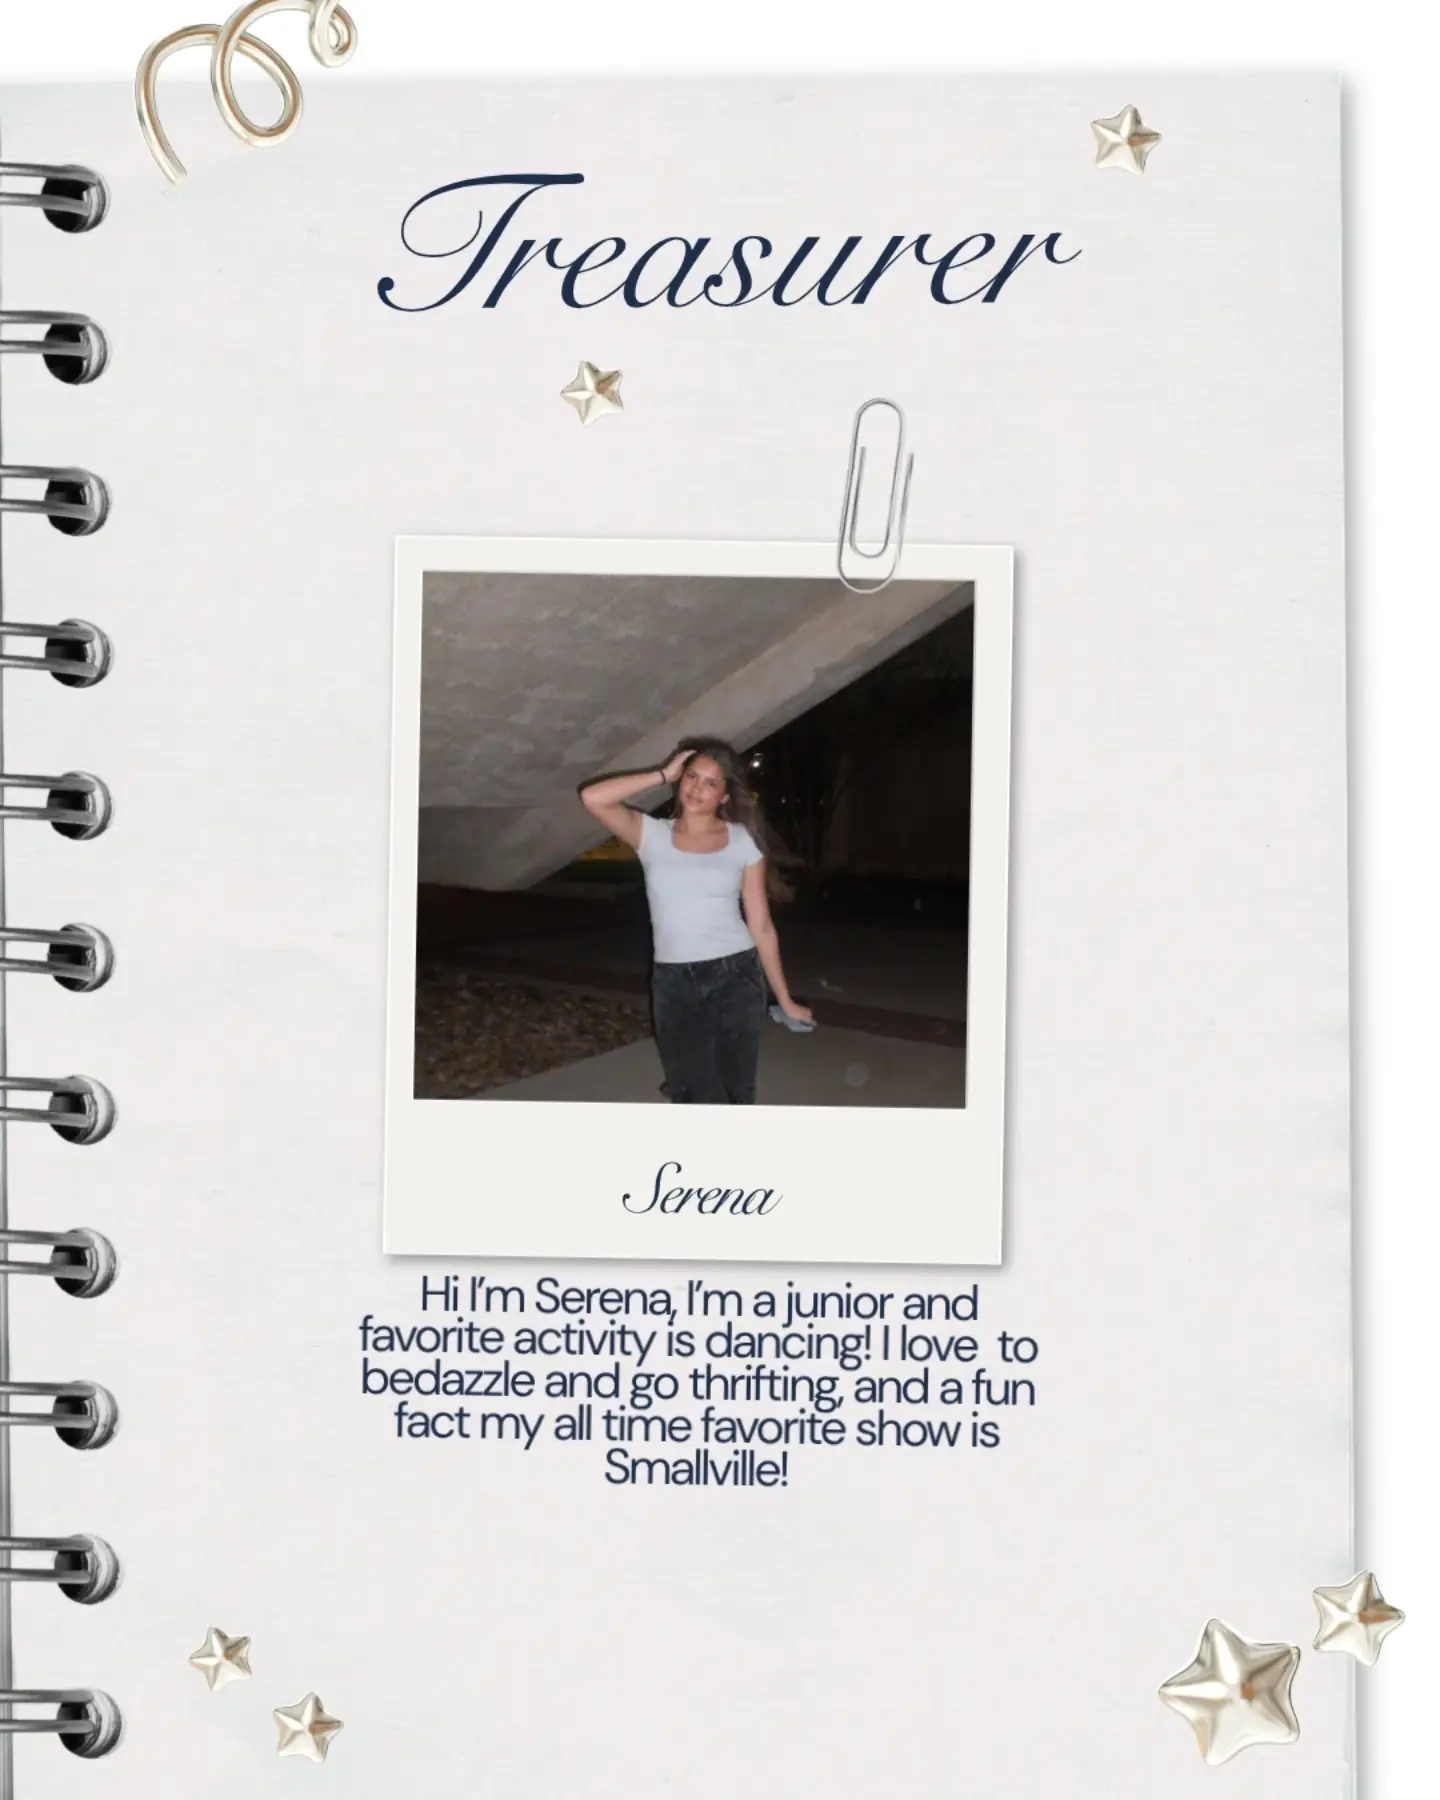 Treasurer
Serena
Hi I'm Serena, I'm a junior and
favorite activity is dancing! I love  to
bedazzle and go thrifting, and a fun
fact my all time favorite show is
Smallville!